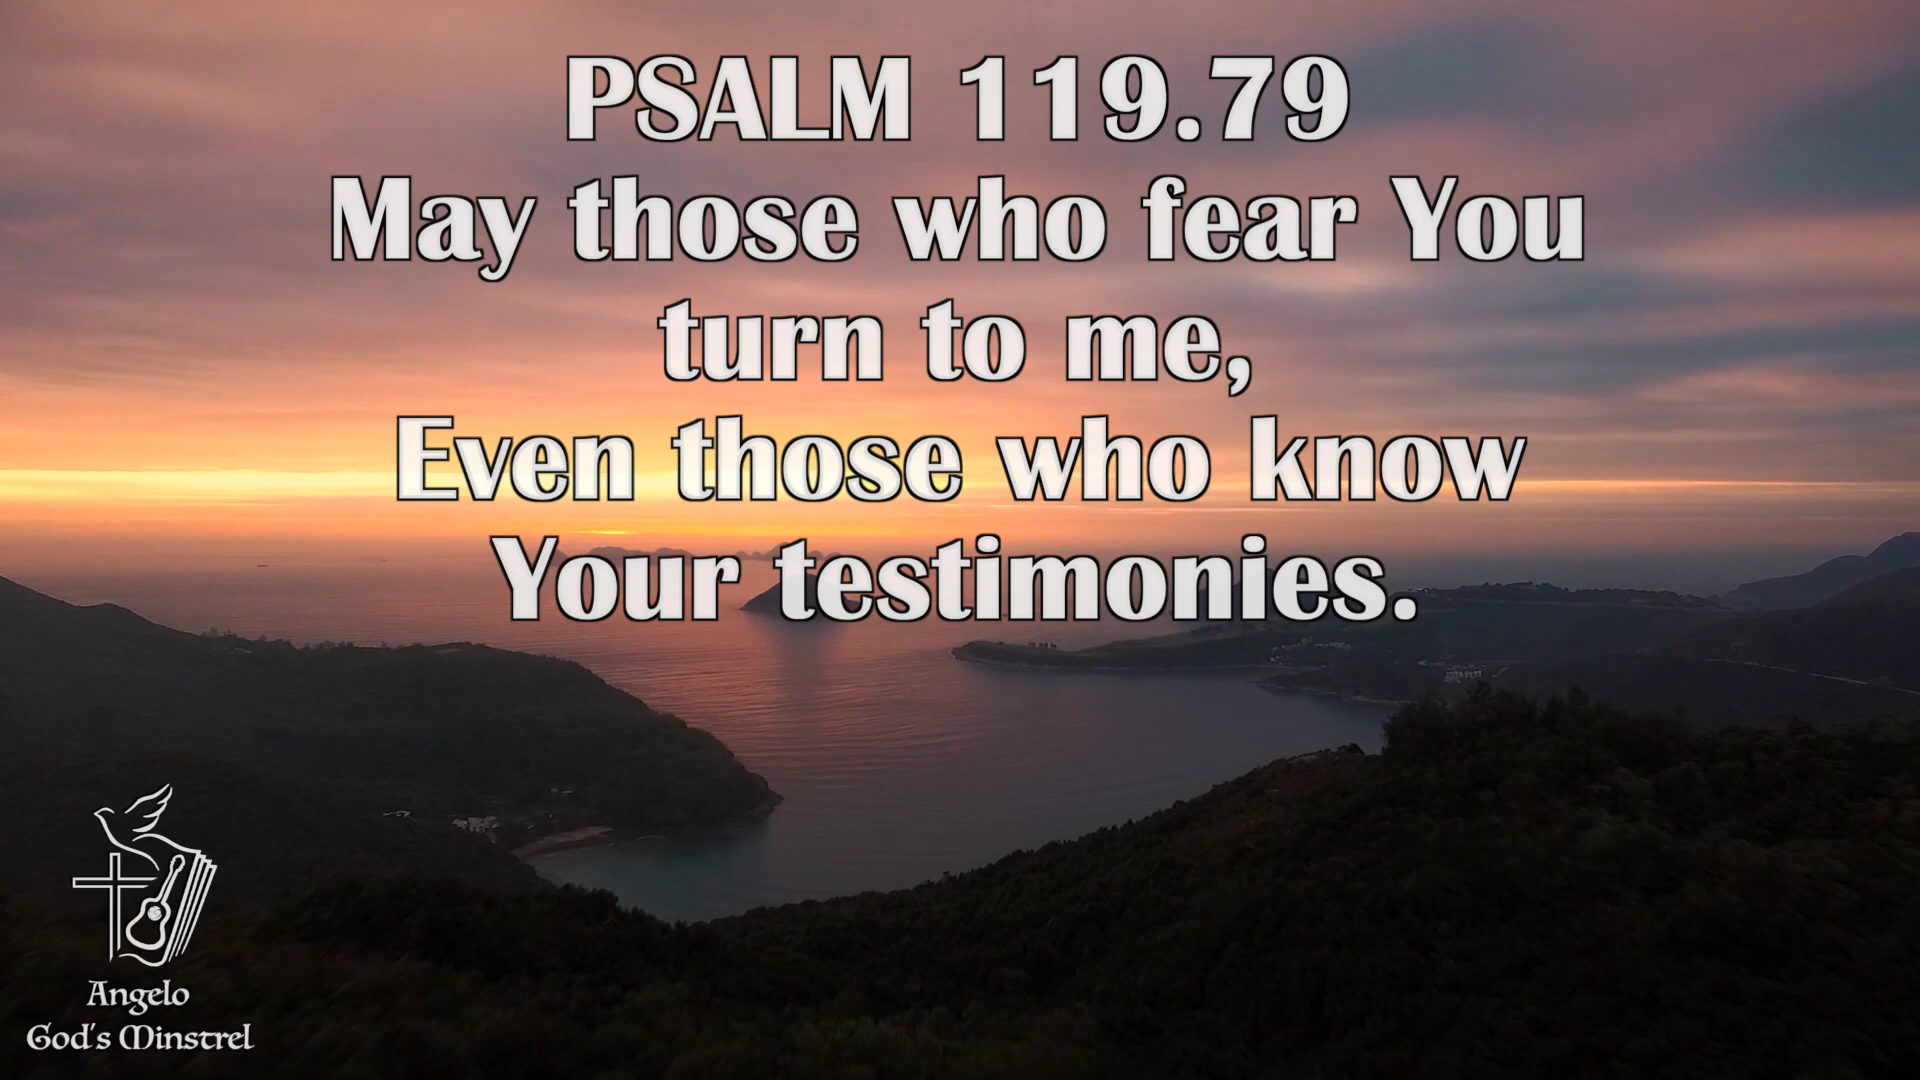 PSALM 119.79
May those who fear You
turn to me,
Even those who know
Your testimonies.
Angelo
God's Minstrel